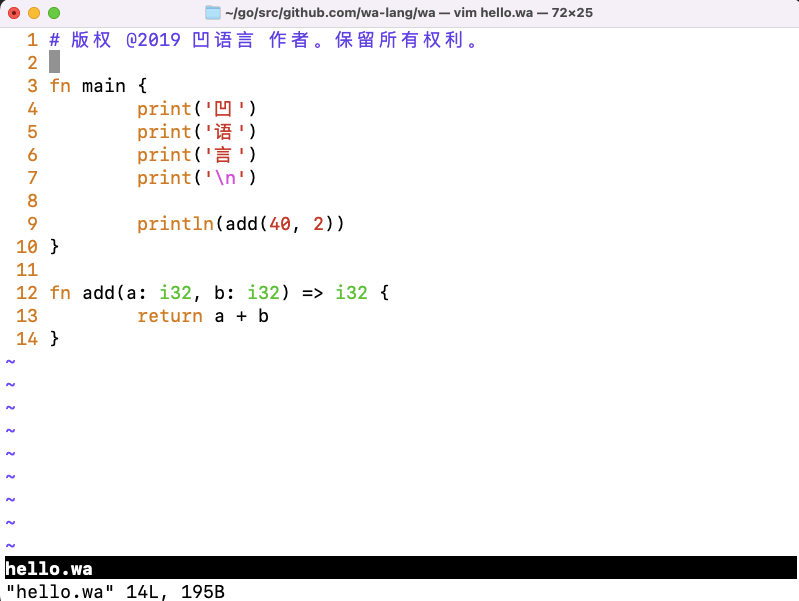 ~/go/src/github.com/wa-lang/wa — vim hello.wa — 72×25
1 # 版权 @2019 凹语言 作者。保留所有权利。
2
3 fn main {
4         print('凹')
5         print('语')
6         print('言')
7         print('\n')
8
9         println(add(40, 2))
10 }
11
12 fn add(a: i32, b: i32) => i32 {
13         return a + b
14 }
~
~
~
~
~
~
~
~
~
hello.wa
"hello.wa" 14L, 195B